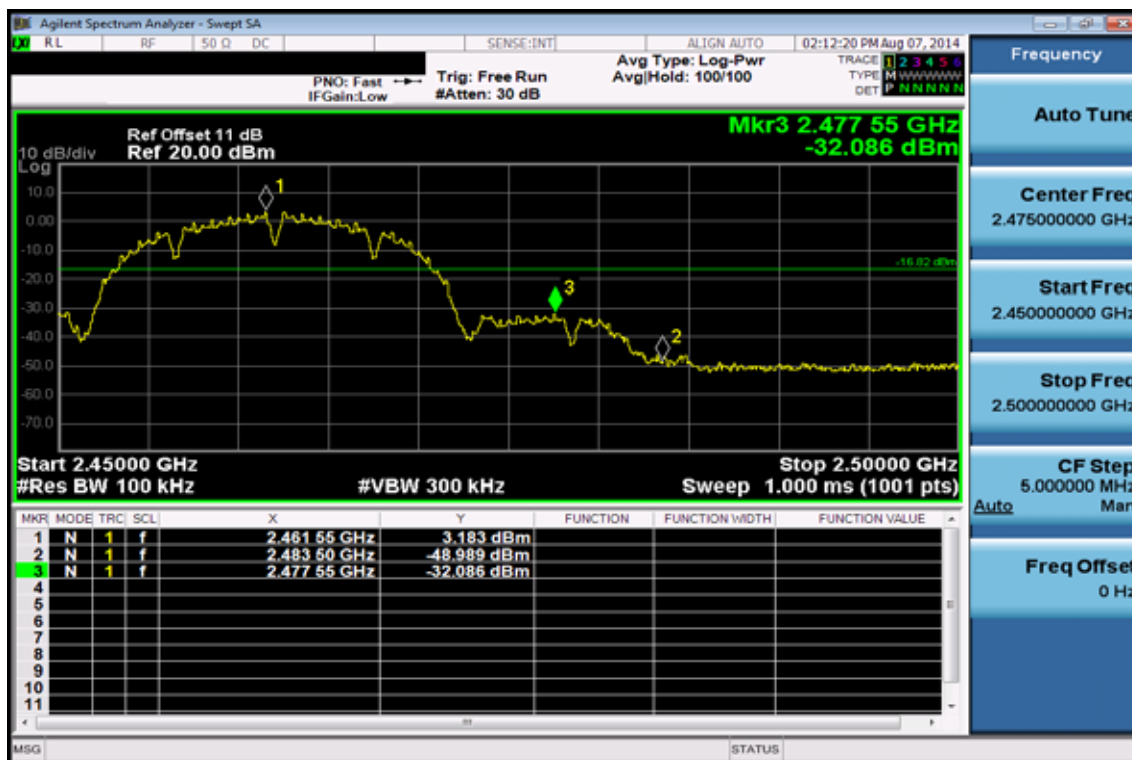 Agilent Spectrum Analyzer - Swept SA
RL RF 50 Ω DC SENSE:INT ALIGN AUTO 02:12:20 PM Aug 07, 2014
PNO: Fast
IFGain:Low
Trig: Free Run
#Atten: 30 dB
Avg Type: Log-Pwr
Avg|Hold: 100/100
TRACE 1 2 3 4 5 6
TYPE M WWWWW
DET P N N N N N
Mkr3 2.477 55 GHz
-32.086 dBm
Ref Offset 11 dB
10 dB/div Ref 20.00 dBm
Log
10.0
0.00
-10.0
-20.0
-30.0
-40.0
-50.0
-60.0
-70.0
1
-16.82 dBm
3
2
Start 2.45000 GHz Stop 2.50000 GHz
#Res BW 100 kHz #VBW 300 kHz Sweep 1.000 ms (1001 pts)
MKR MODE TRC SCL X Y FUNCTION FUNCTION WIDTH FUNCTION VALUE
1 N 1 f 2.461 55 GHz 3.183 dBm
2 N 1 f 2.483 50 GHz -48.989 dBm
3 N 1 f 2.477 55 GHz -32.086 dBm
4
5
6
7
8
9
10
11
MSG STATUS
Frequency
Auto Tune
Center Freq
2.475000000 GHz
Start Freq
2.450000000 GHz
Stop Freq
2.500000000 GHz
CF Step
5.000000 MHz
Auto Man
Freq Offset
0 Hz